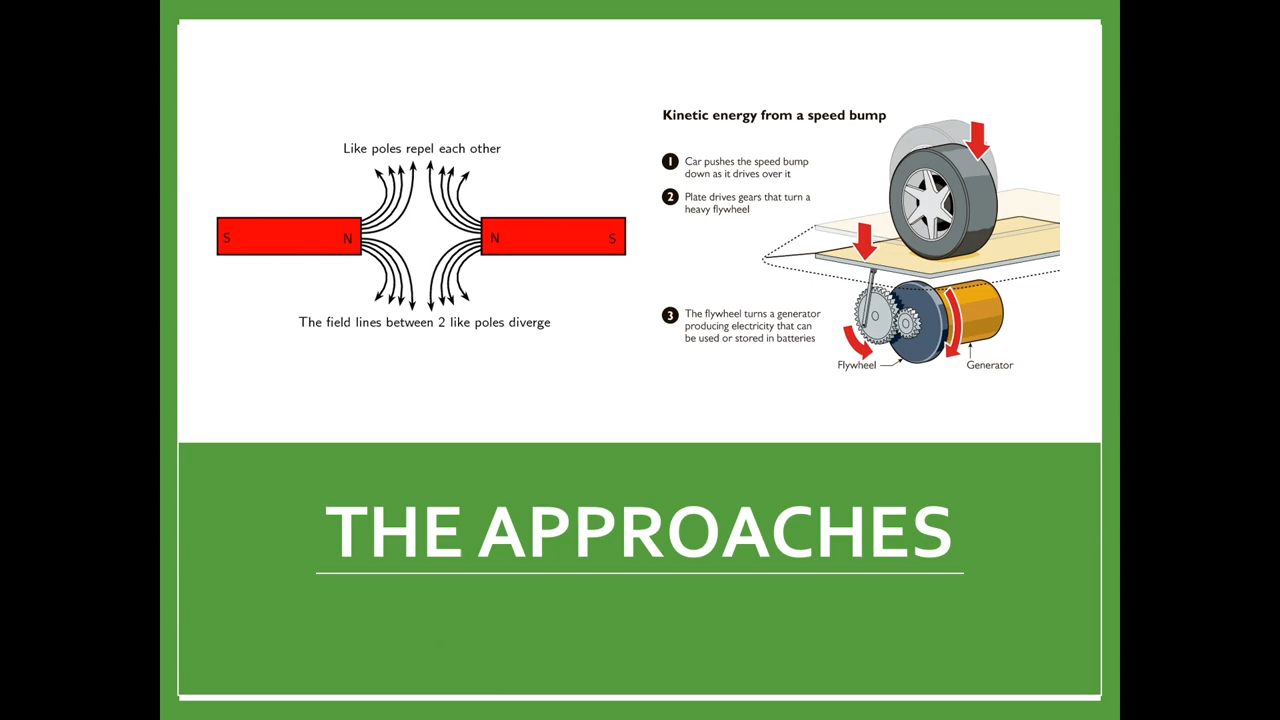 Like poles repel each other
S
N
N
S
The field lines between 2 like poles diverge
Kinetic energy from a speed bump
1 Car pushes the speed bump
down as it drives over it
2 Plate drives gears that turn a
heavy flywheel
3 The flywheel turns a generator
producing electricity that can
be used or stored in batteries
Flywheel
Generator
THE APPROACHES